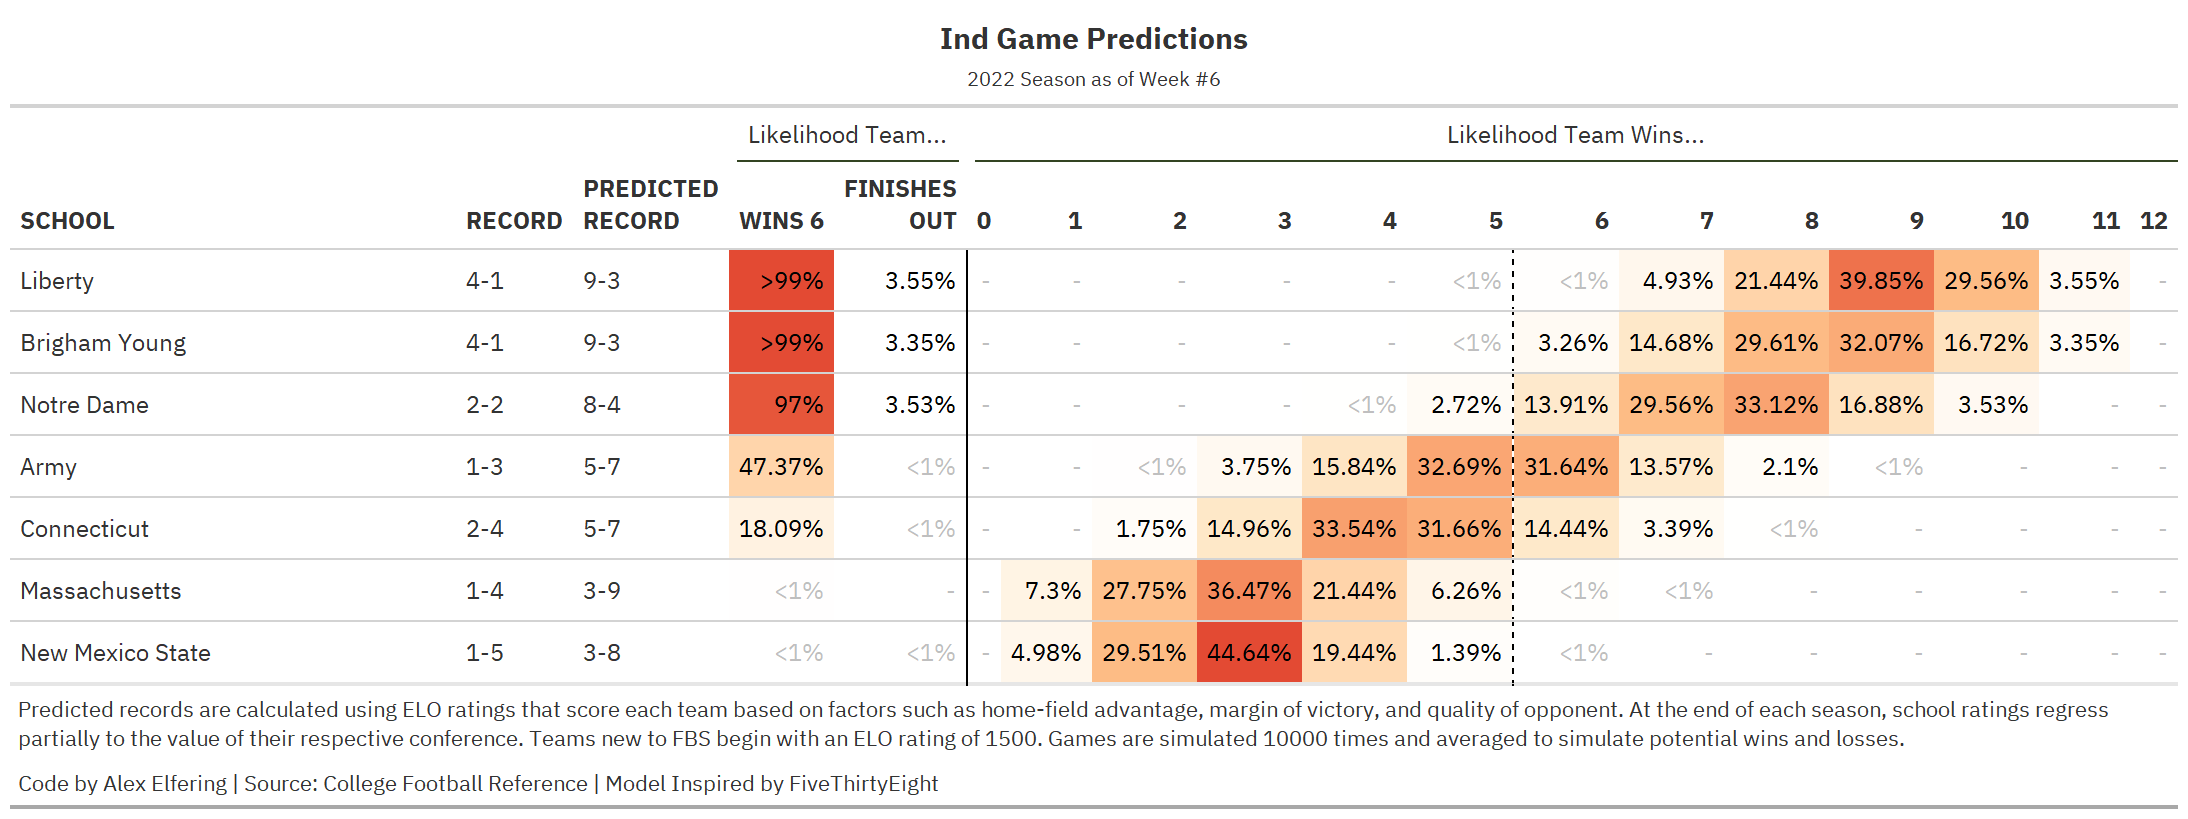 Ind Game Predictions
2022 Season as of Week #6
Likelihood Team... Likelihood Team Wins...
SCHOOL RECORD PREDICTED RECORD WINS 6 FINISHES OUT 0 1 2 3 4 5 6 7 8 9 10 11 12
Liberty 4-1 9-3 >99% 3.55% - - - - - <1% <1% 4.93% 21.44% 39.85% 29.56% 3.55% -
Brigham Young 4-1 9-3 >99% 3.35% - - - - - <1% 3.26% 14.68% 29.61% 32.07% 16.72% 3.35% -
Notre Dame 2-2 8-4 97% 3.53% - - - - <1% 2.72% 13.91% 29.56% 33.12% 16.88% 3.53% - -
Army 1-3 5-7 47.37% <1% - - <1% 3.75% 15.84% 32.69% 31.64% 13.57% 2.1% <1% - - -
Connecticut 2-4 5-7 18.09% <1% - - 1.75% 14.96% 33.54% 31.66% 14.44% 3.39% <1% - - - -
Massachusetts 1-4 3-9 <1% - - 7.3% 27.75% 36.47% 21.44% 6.26% <1% <1% - - - - -
New Mexico State 1-5 3-8 <1% <1% - 4.98% 29.51% 44.64% 19.44% 1.39% <1% - - - - - -
Predicted records are calculated using ELO ratings that score each team based on factors such as home-field advantage, margin of victory, and quality of opponent. At the end of each season, school ratings regress
partially to the value of their respective conference. Teams new to FBS begin with an ELO rating of 1500. Games are simulated 10000 times and averaged to simulate potential wins and losses.
Code by Alex Elfering | Source: College Football Reference | Model Inspired by FiveThirtyEight